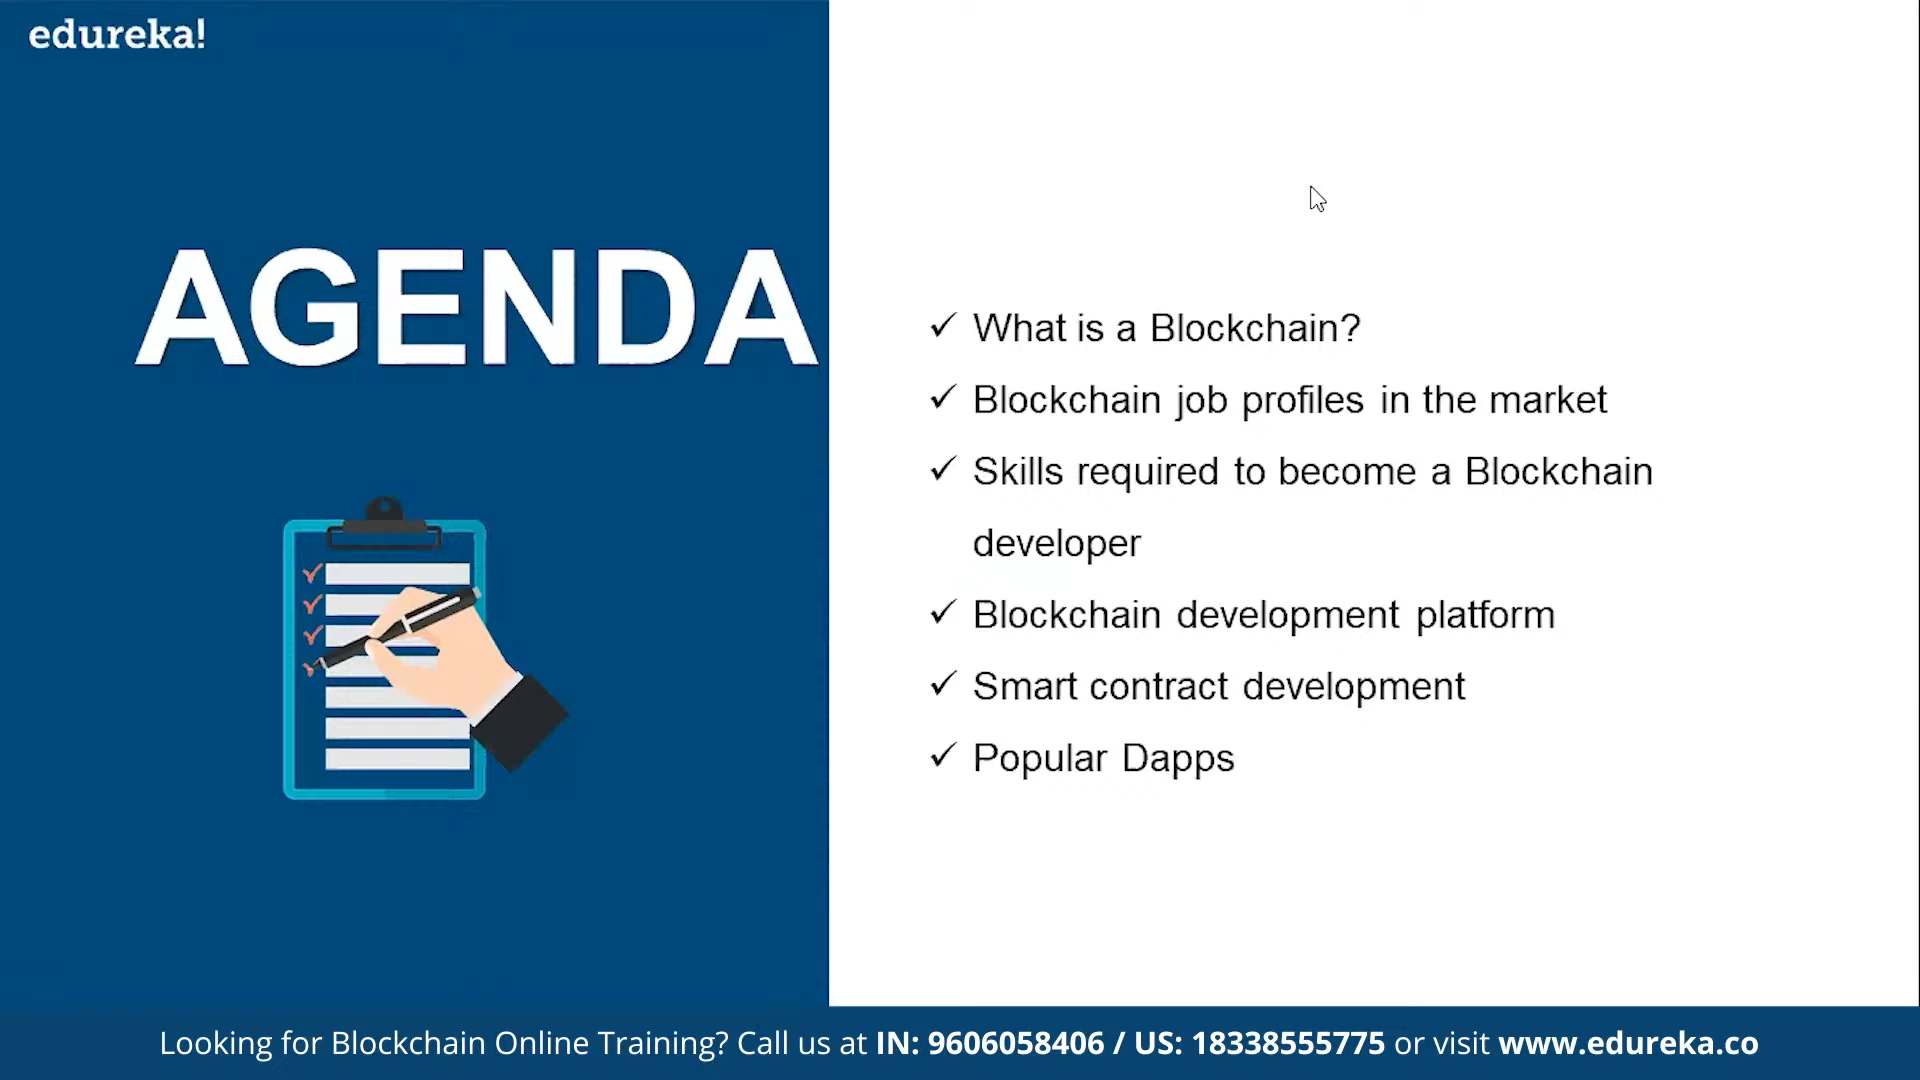 edureka!
AGENDA
✓ What is a Blockchain?
✓ Blockchain job profiles in the market
✓ Skills required to become a Blockchain
developer
✓ Blockchain development platform
✓ Smart contract development
✓ Popular Dapps
Looking for Blockchain Online Training? Call us at IN: 9606058406 / US: 18338555775 or visit www.edureka.co